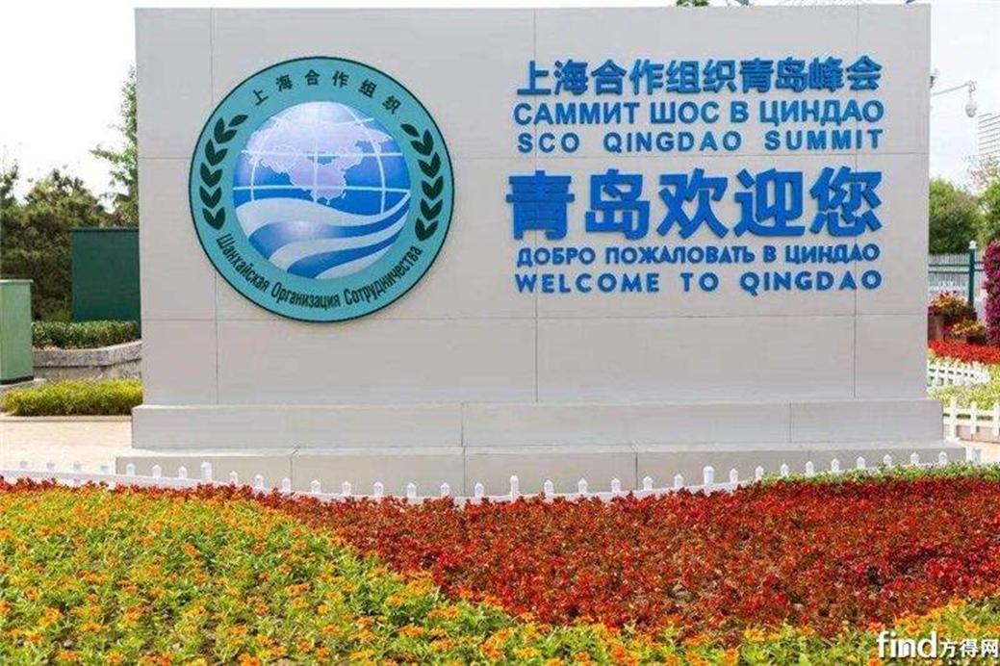 上海合作组织
Шанхайская Организация Сотрудничества
上海合作组织青岛峰会
САММИТ ШОС В ЦИНДАО
SCO QINGDAO SUMMIT
青岛欢迎您
ДОБРО ПОЖАЛОВАТЬ В ЦИНДАО
WELCOME TO QINGDAO
find方得网